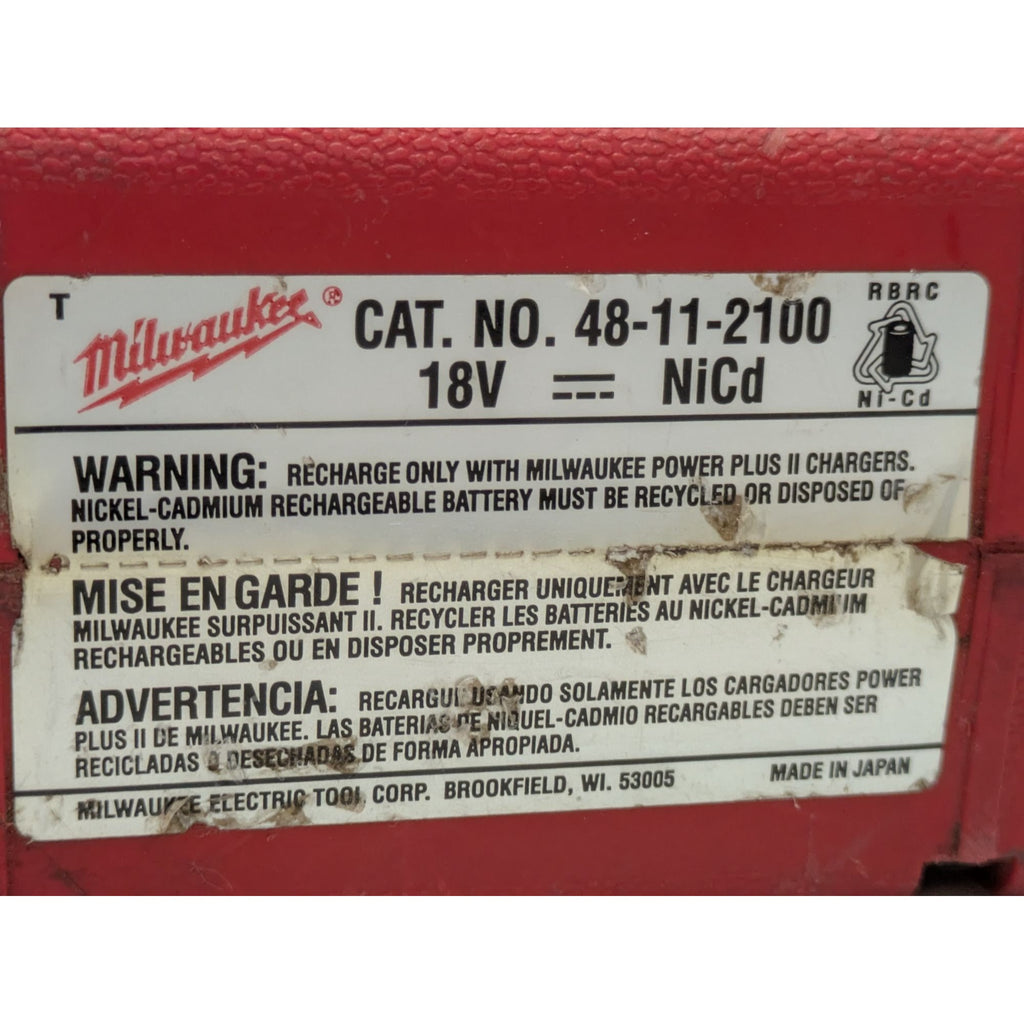 T
Milwaukee ®
CAT. NO. 48-11-2100
18V NiCd
RBRC
Ni-Cd
WARNING: RECHARGE ONLY WITH MILWAUKEE POWER PLUS II CHARGERS.
NICKEL-CADMIUM RECHARGEABLE BATTERY MUST BE RECYCLED OR DISPOSED OF
PROPERLY.
MISE EN GARDE ! RECHARGER UNIQUEMENT AVEC LE CHARGEUR
MILWAUKEE SURPUISSANT II. RECYCLER LES BATTERIES AU NICKEL-CADMIUM
RECHARGEABLES OU EN DISPOSER PROPREMENT.
ADVERTENCIA: USANDO SOLAMENTE LOS CARGADORES POWER
PLUS II DE MILWAUKEE. LAS BATERIAS DE NIQUEL-CADMIO RECARGABLES DEBEN SER
RECICLADAS O DESECHADAS DE FORMA APROPIADA.
MILWAUKEE ELECTRIC TOOL CORP. BROOKFIELD, WI. 53005
MADE IN JAPAN